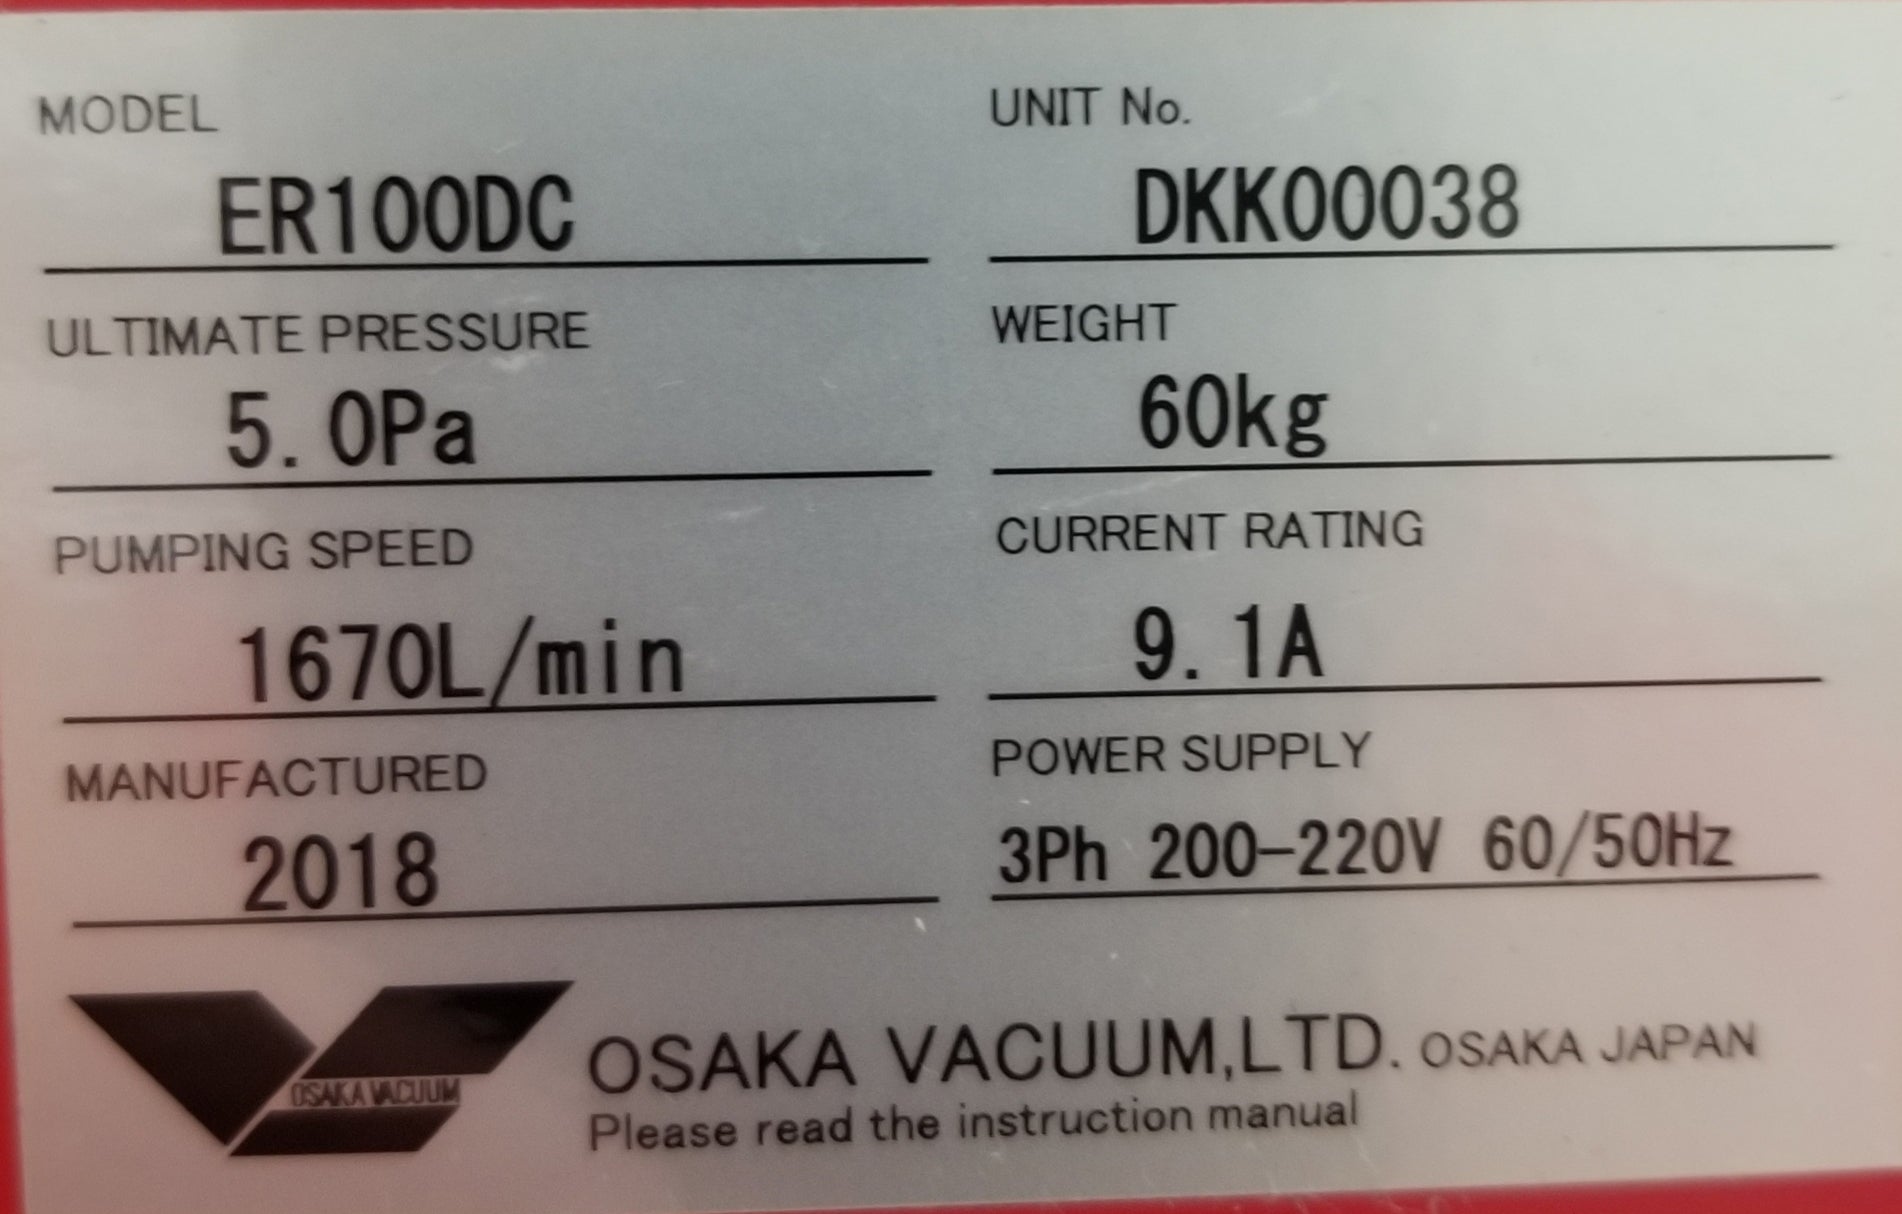 MODEL
ER100DC
UNIT No.
DKK00038
ULTIMATE PRESSURE
5.0Pa
WEIGHT
60kg
PUMPING SPEED
1670L/min
CURRENT RATING
9.1A
MANUFACTURED
2018
POWER SUPPLY
3Ph 200-220V 60/50Hz
OSAKA VACUUM
OSAKA VACUUM,LTD. OSAKA JAPAN
Please read the instruction manual